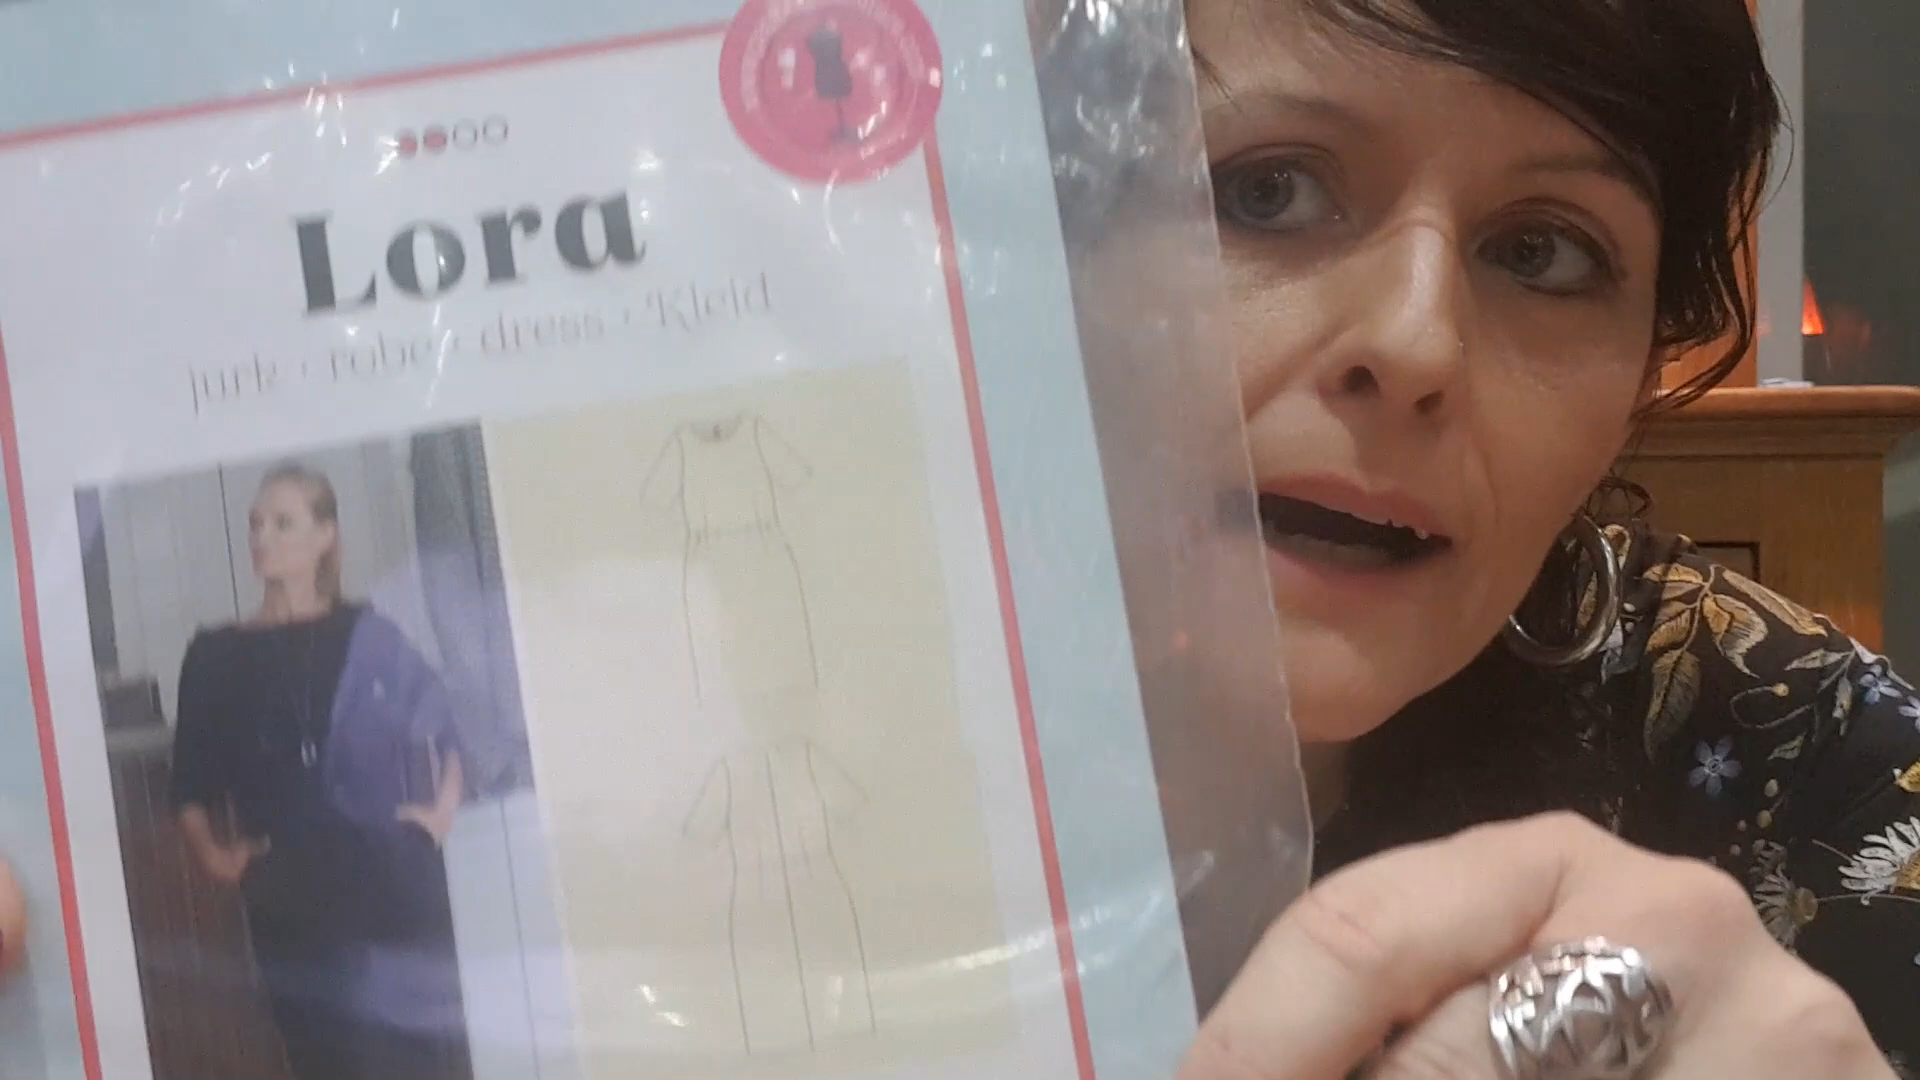 Lora
jurk • robe • dress • Kleid